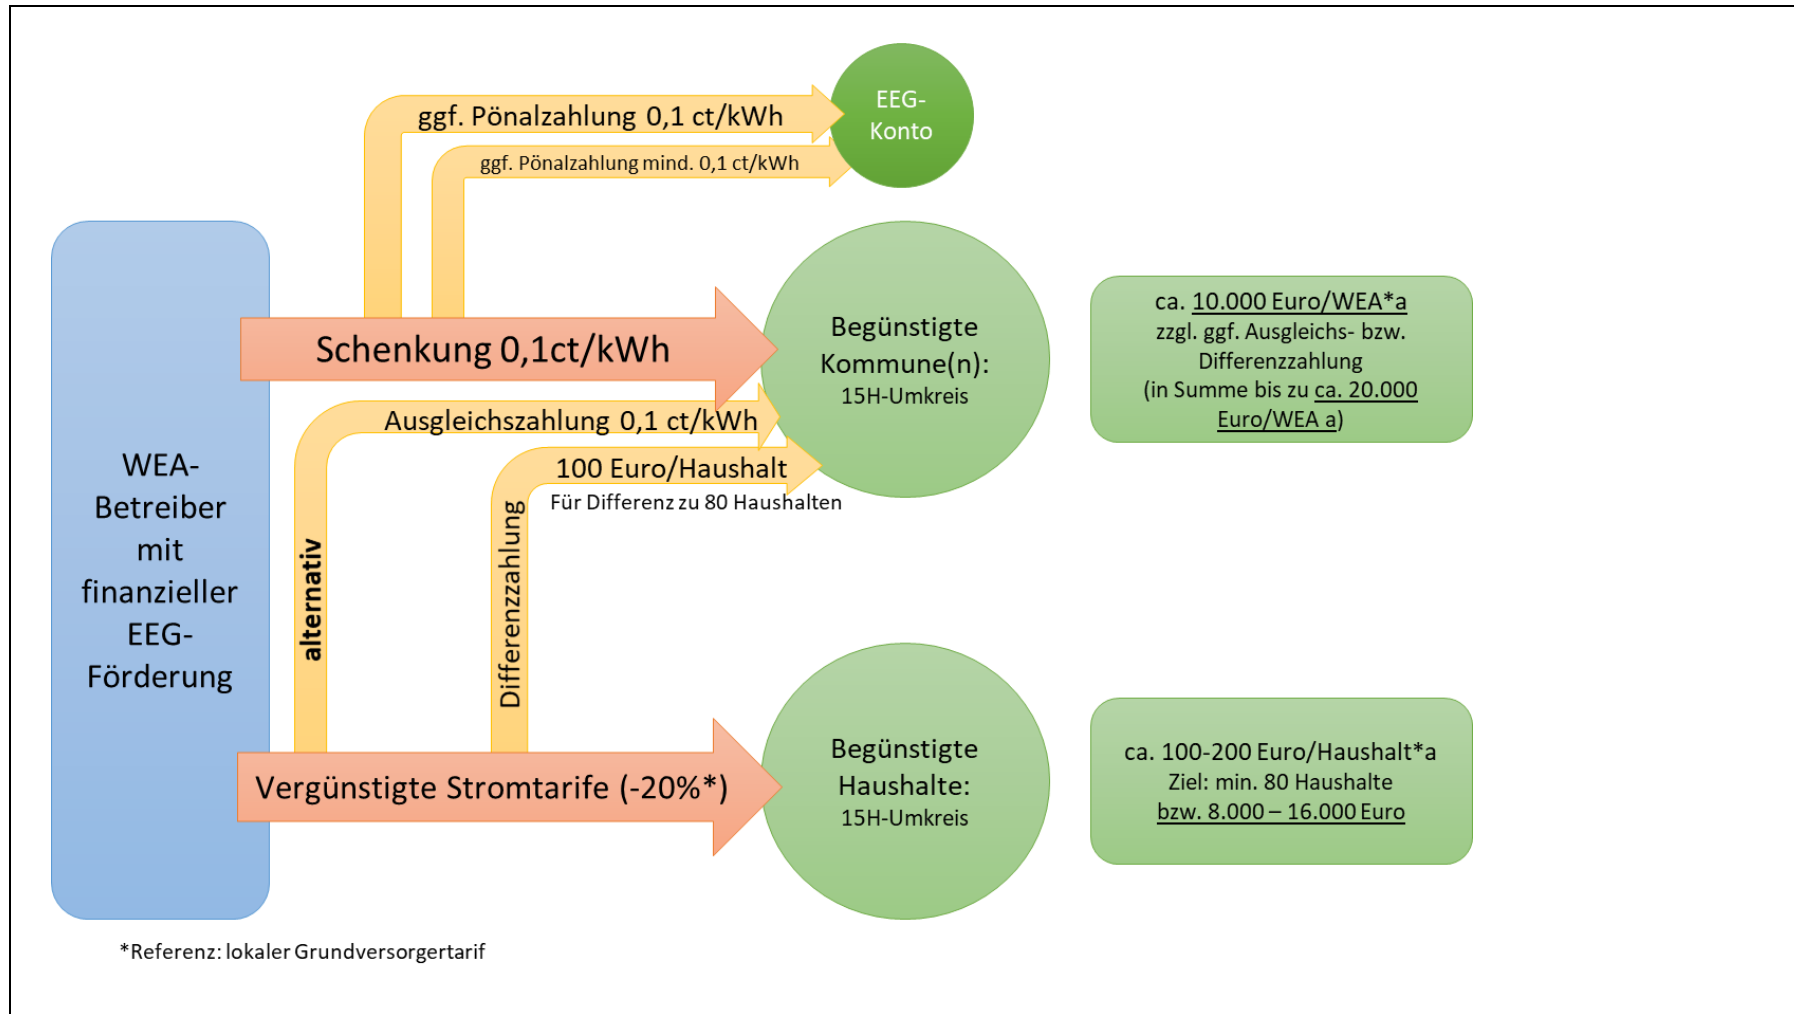 EEG-
Konto
ggf. Pönalzahlung 0,1 ct/kWh
ggf. Pönalzahlung mind. 0,1 ct/kWh
WEA-
Betreiber
mit
finanzieller
EEG-
Förderung
Schenkung 0,1ct/kWh
Begünstigte
Kommune(n):
15H-Umkreis
ca. 10.000 Euro/WEA*a
zzgl. ggf. Ausgleichs- bzw.
Differenzzahlung
(in Summe bis zu ca. 20.000
Euro/WEA a)
Ausgleichszahlung 0,1 ct/kWh
100 Euro/Haushalt
Für Differenz zu 80 Haushalten
alternativ
Differenzzahlung
Vergünstigte Stromtarife (-20%*)
Begünstigte
Haushalte:
15H-Umkreis
ca. 100-200 Euro/Haushalt*a
Ziel: min. 80 Haushalte
bzw. 8.000 – 16.000 Euro
*Referenz: lokaler Grundversorgertarif